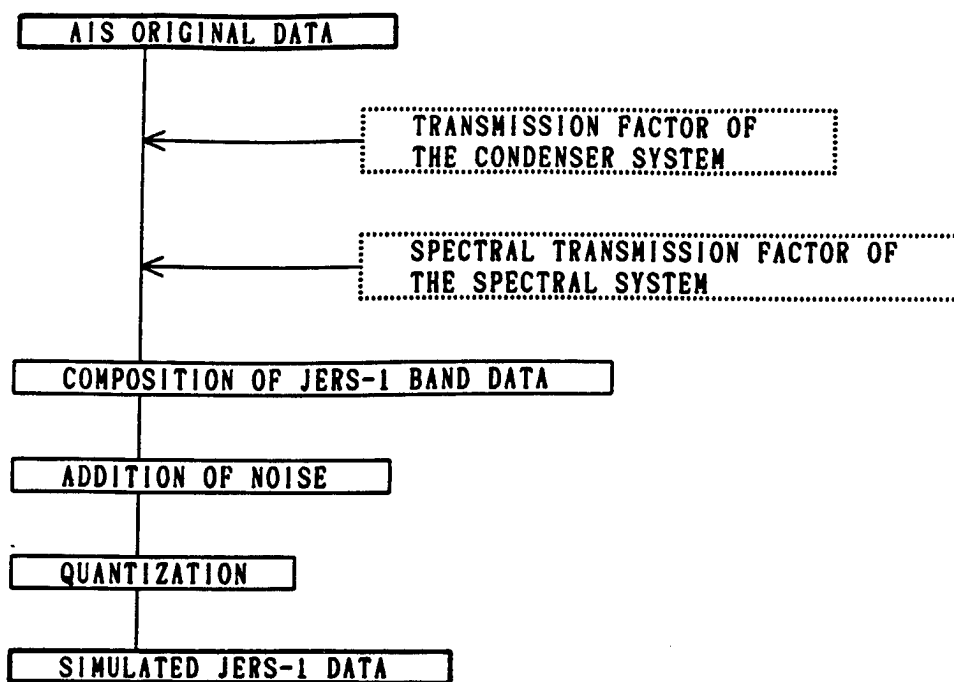 AIS ORIGINAL DATA
TRANSMISSION FACTOR OF
THE CONDENSER SYSTEM
SPECTRAL TRANSMISSION FACTOR OF
THE SPECTRAL SYSTEM
COMPOSITION OF JERS-1 BAND DATA
ADDITION OF NOISE
QUANTIZATION
SIMULATED JERS-1 DATA